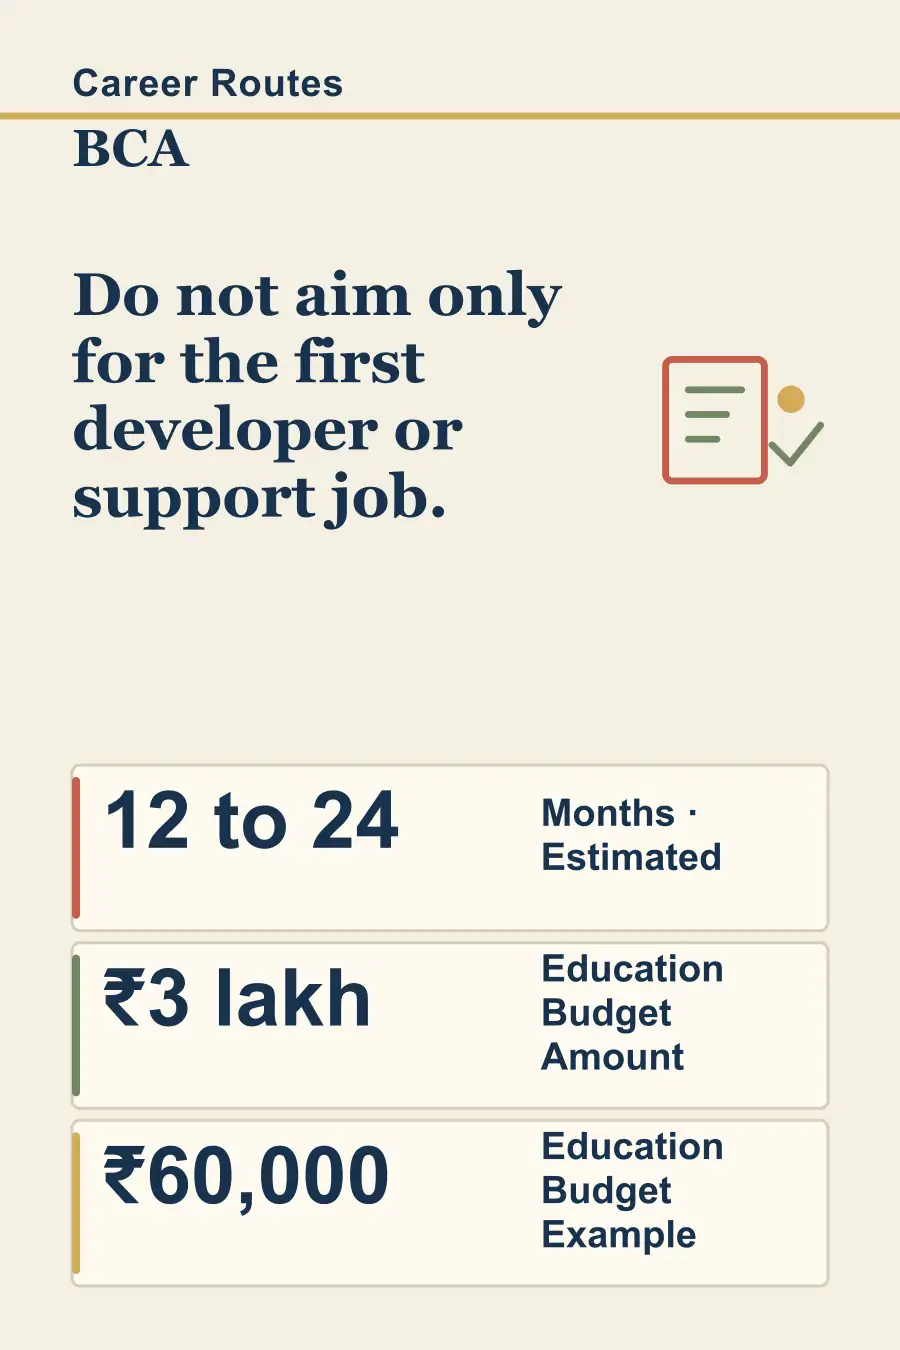 Career Routes
BCA
Do not aim only
for the first
developer or
support job.
12 to 24
Months ·
Estimated
₹3 lakh
Education
Budget
Amount
₹60,000
Education
Budget
Example